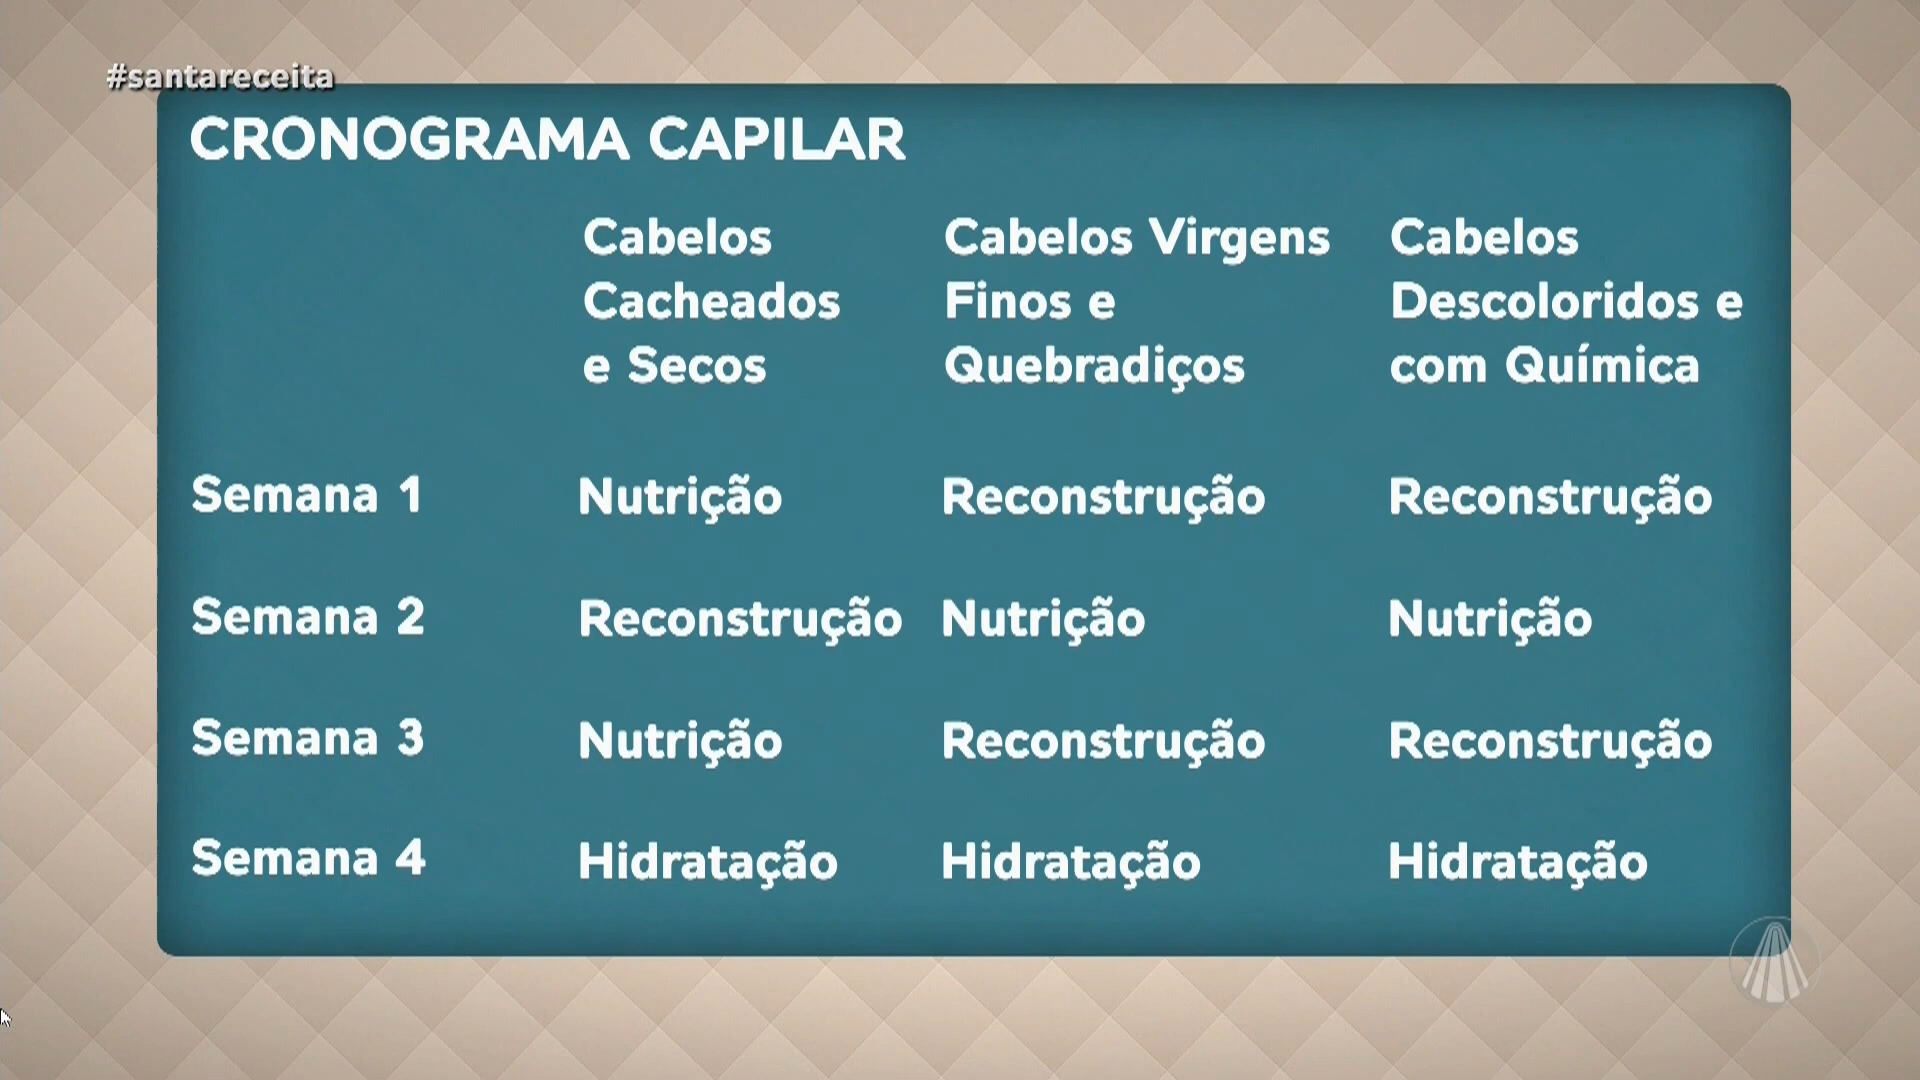 #santareceita
CRONOGRAMA CAPILAR
Cabelos Cacheados e Secos
Cabelos Virgens Finos e Quebradiços
Cabelos Descoloridos e com Química
Semana 1 Nutrição Reconstrução Reconstrução
Semana 2 Reconstrução Nutrição Nutrição
Semana 3 Nutrição Reconstrução Reconstrução
Semana 4 Hidratação Hidratação Hidratação